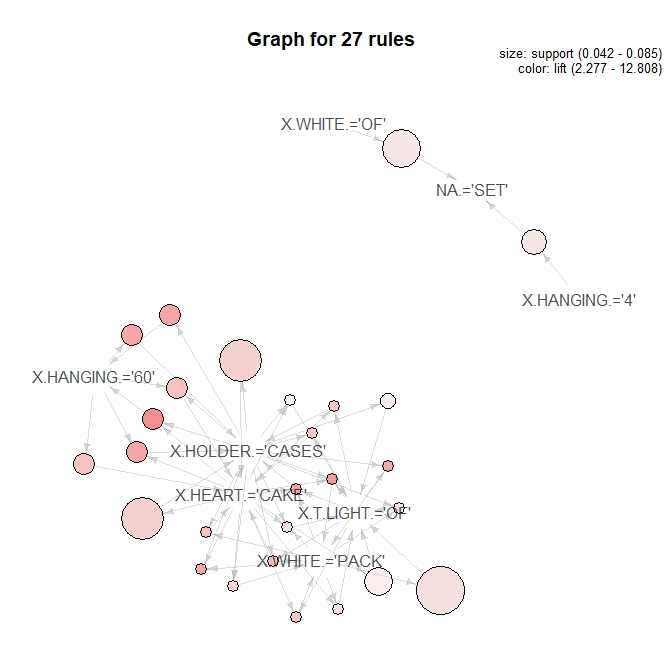 Graph for 27 rules
size: support (0.042 - 0.085)
color: lift (2.277 - 12.808)
X.WHITE.='OF'
NA.='SET'
X.HANGING.='4'
X.HANGING.='60'
X.HOLDER.='CASES'
X.HEART.='CAKE'
X.T.LIGHT.='OF'
X.WHITE.='PACK'